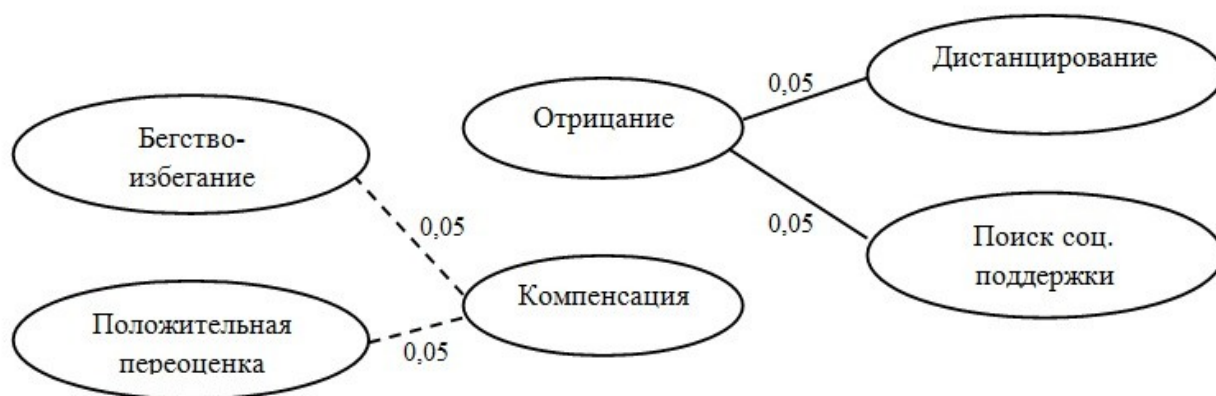 Дистанцирование
0,05
Отрицание
Бегство-
избегание
0,05
0,05
Поиск соц.
поддержки
Компенсация
Положительная
переоценка
0,05